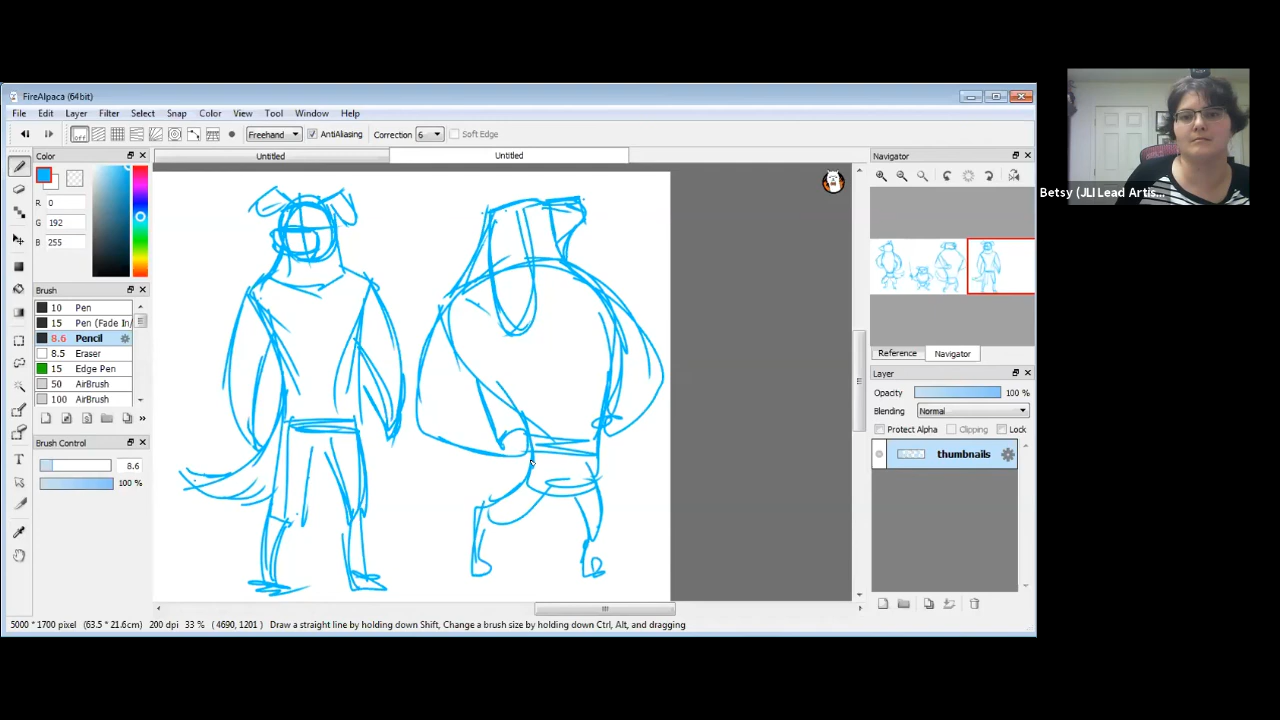 FireAlpaca (64bit)
File Edit Layer Filter Select Snap Color View Tool Window Help
off Freehand AntiAliasing Correction 6 Soft Edge
Color
Untitled
Untitled
Navigator
R 0
G 192
B 255
Betsy (JLI Lead Artis...
Brush
10 Pen
15 Pen (Fade In/
8.6 Pencil
8.5 Eraser
15 Edge Pen
50 AirBrush
100 AirBrush
Reference Navigator
Layer
Opacity 100 %
Blending Normal
Protect Alpha Clipping Lock
thumbnails
Brush Control
8.6
100 %
5000 * 1700 pixel (63.5 * 21.6cm) 200 dpi 33 % (4690, 1201) Draw a straight line by holding down Shift, Change a brush size by holding down Ctrl, Alt, and dragging